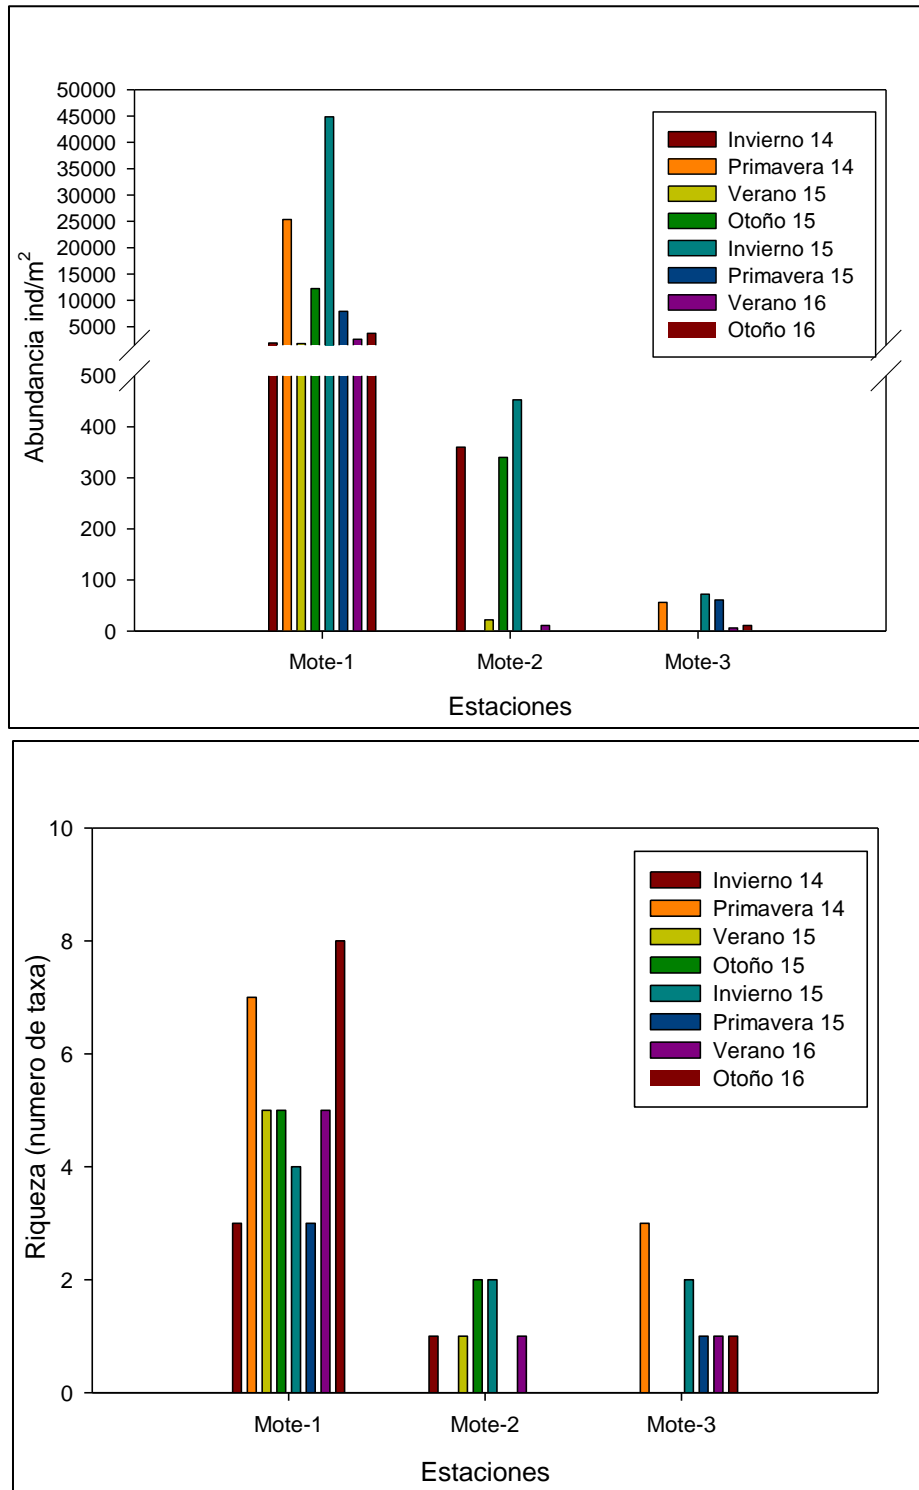 50000
45000
40000
35000
30000
25000
20000
15000
10000
5000
500
400
300
200
100
0
Abundancia ind/m²
Invierno 14
Primavera 14
Verano 15
Otoño 15
Invierno 15
Primavera 15
Verano 16
Otoño 16
Mote-1 Mote-2 Mote-3
Estaciones
10
8
6
4
2
0
Riqueza (numero de taxa)
Invierno 14
Primavera 14
Verano 15
Otoño 15
Invierno 15
Primavera 15
Verano 16
Otoño 16
Mote-1 Mote-2 Mote-3
Estaciones